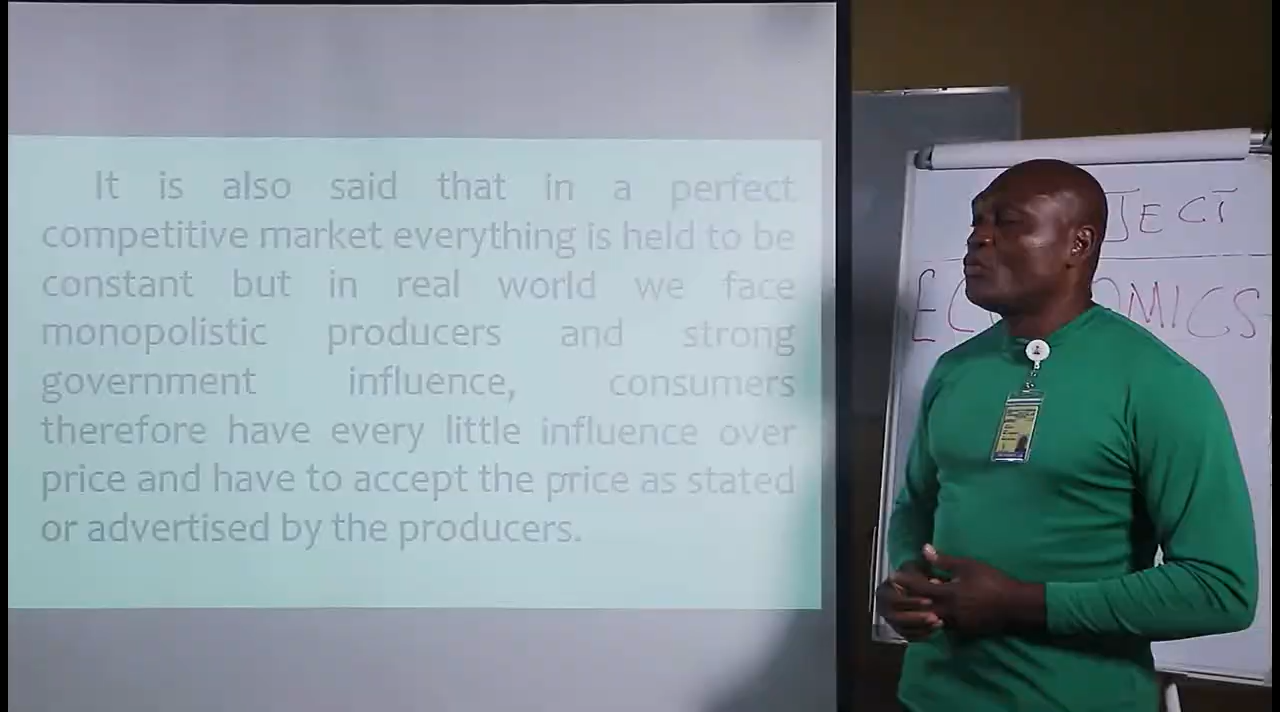 It is also said that in a perfect
competitive market everything is held to be
constant but in real world we face
monopolistic producers and strong
government influence, consumers
therefore have every little influence over
price and have to accept the price as stated
or advertised by the producers.
JECT
EC OMICS